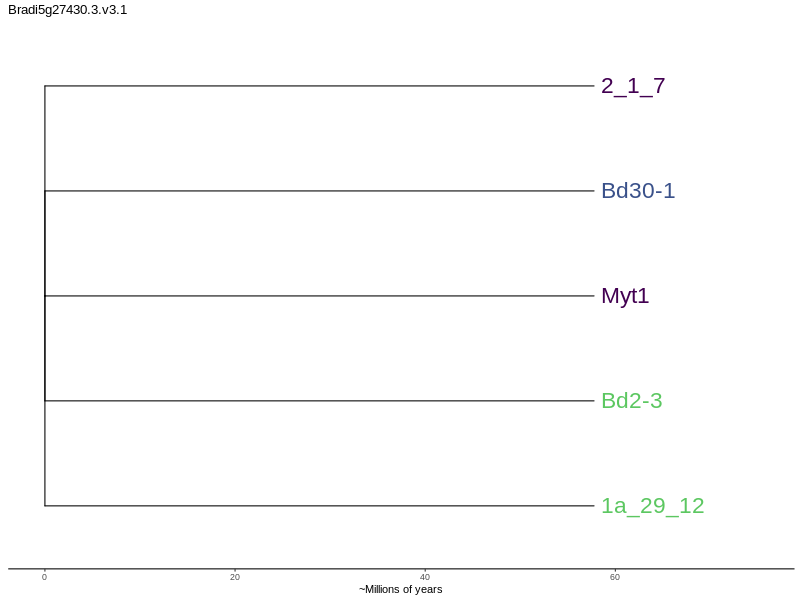 Bradi5g27430.3.v3.1
2_1_7
Bd30-1
Myt1
Bd2-3
1a_29_12
0 20 40 60
~Millions of years